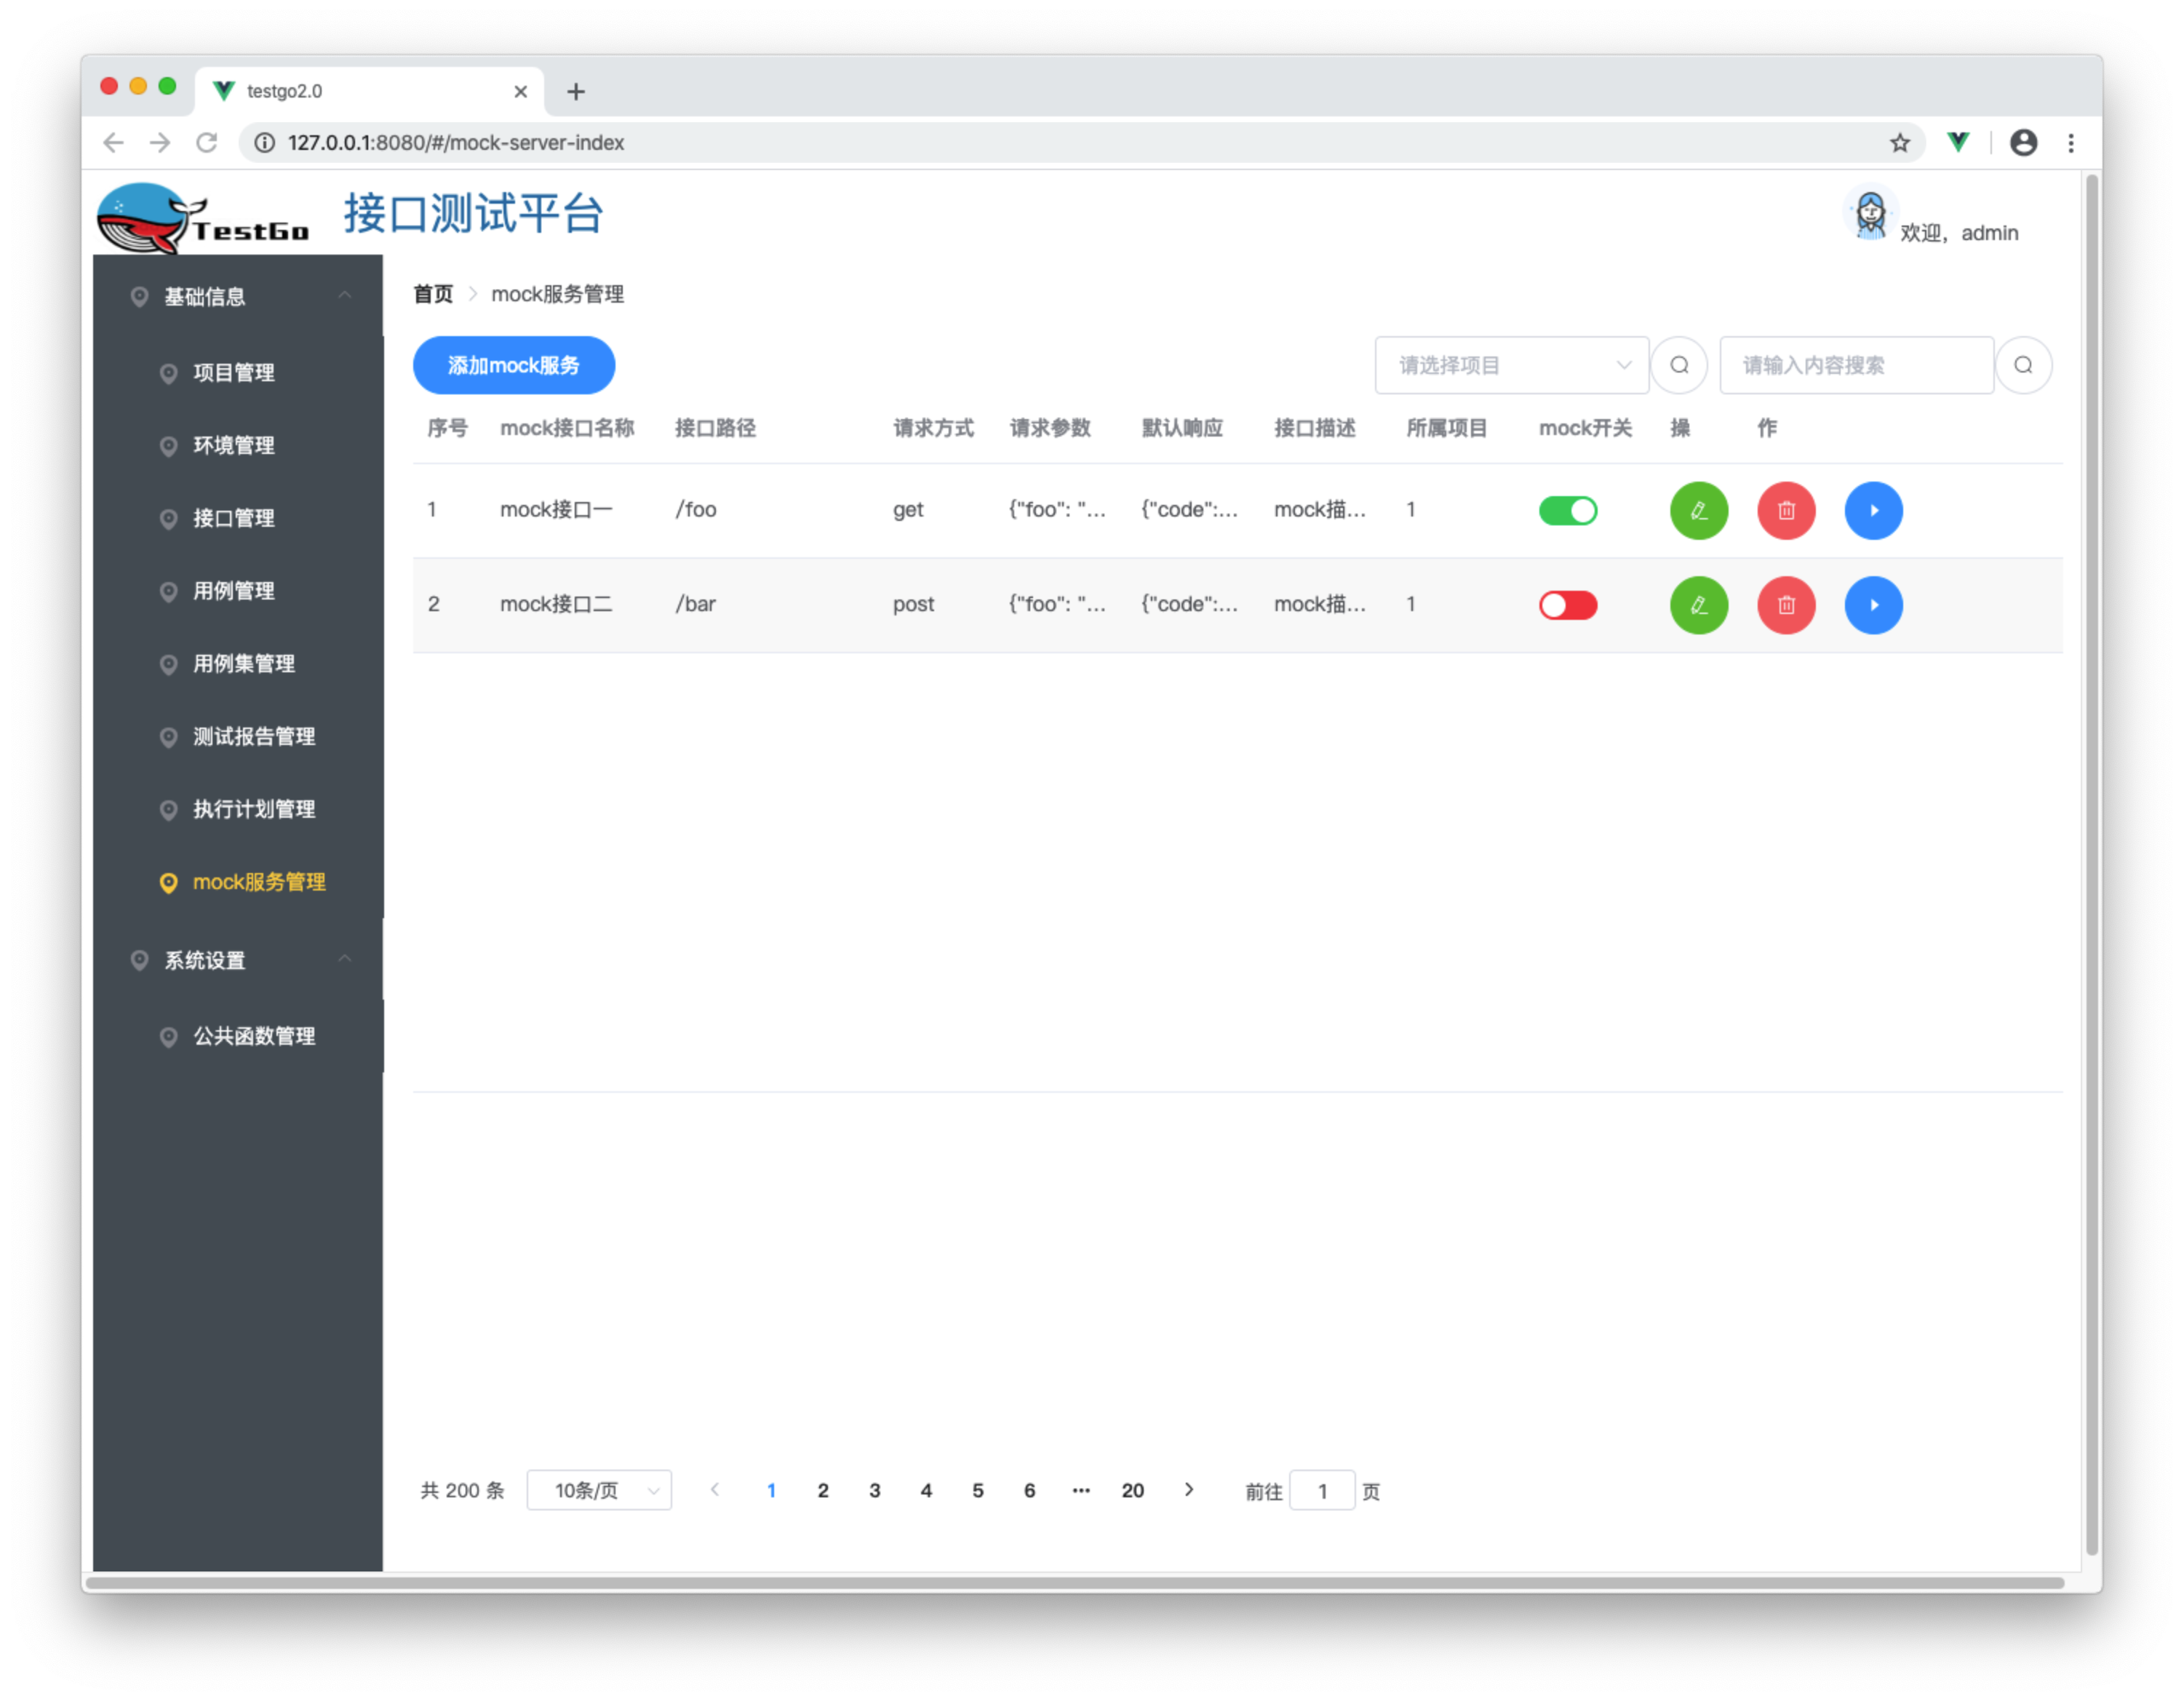 testgo2.0
127.0.0.1:8080/#/mock-server-index
TestGo 接口测试平台
欢迎，admin
基础信息
项目管理
环境管理
接口管理
用例管理
用例集管理
测试报告管理
执行计划管理
mock服务管理
系统设置
公共函数管理
首页 > mock服务管理
添加mock服务 请选择项目 请输入内容搜索
序号 mock接口名称 接口路径 请求方式 请求参数 默认响应 接口描述 所属项目 mock开关 操 作
1 mock接口一 /foo get {"foo": "... {"code":... mock描... 1
2 mock接口二 /bar post {"foo": "... {"code":... mock描... 1
共 200 条 10条/页 < 1 2 3 4 5 6 ... 20 > 前往 1 页